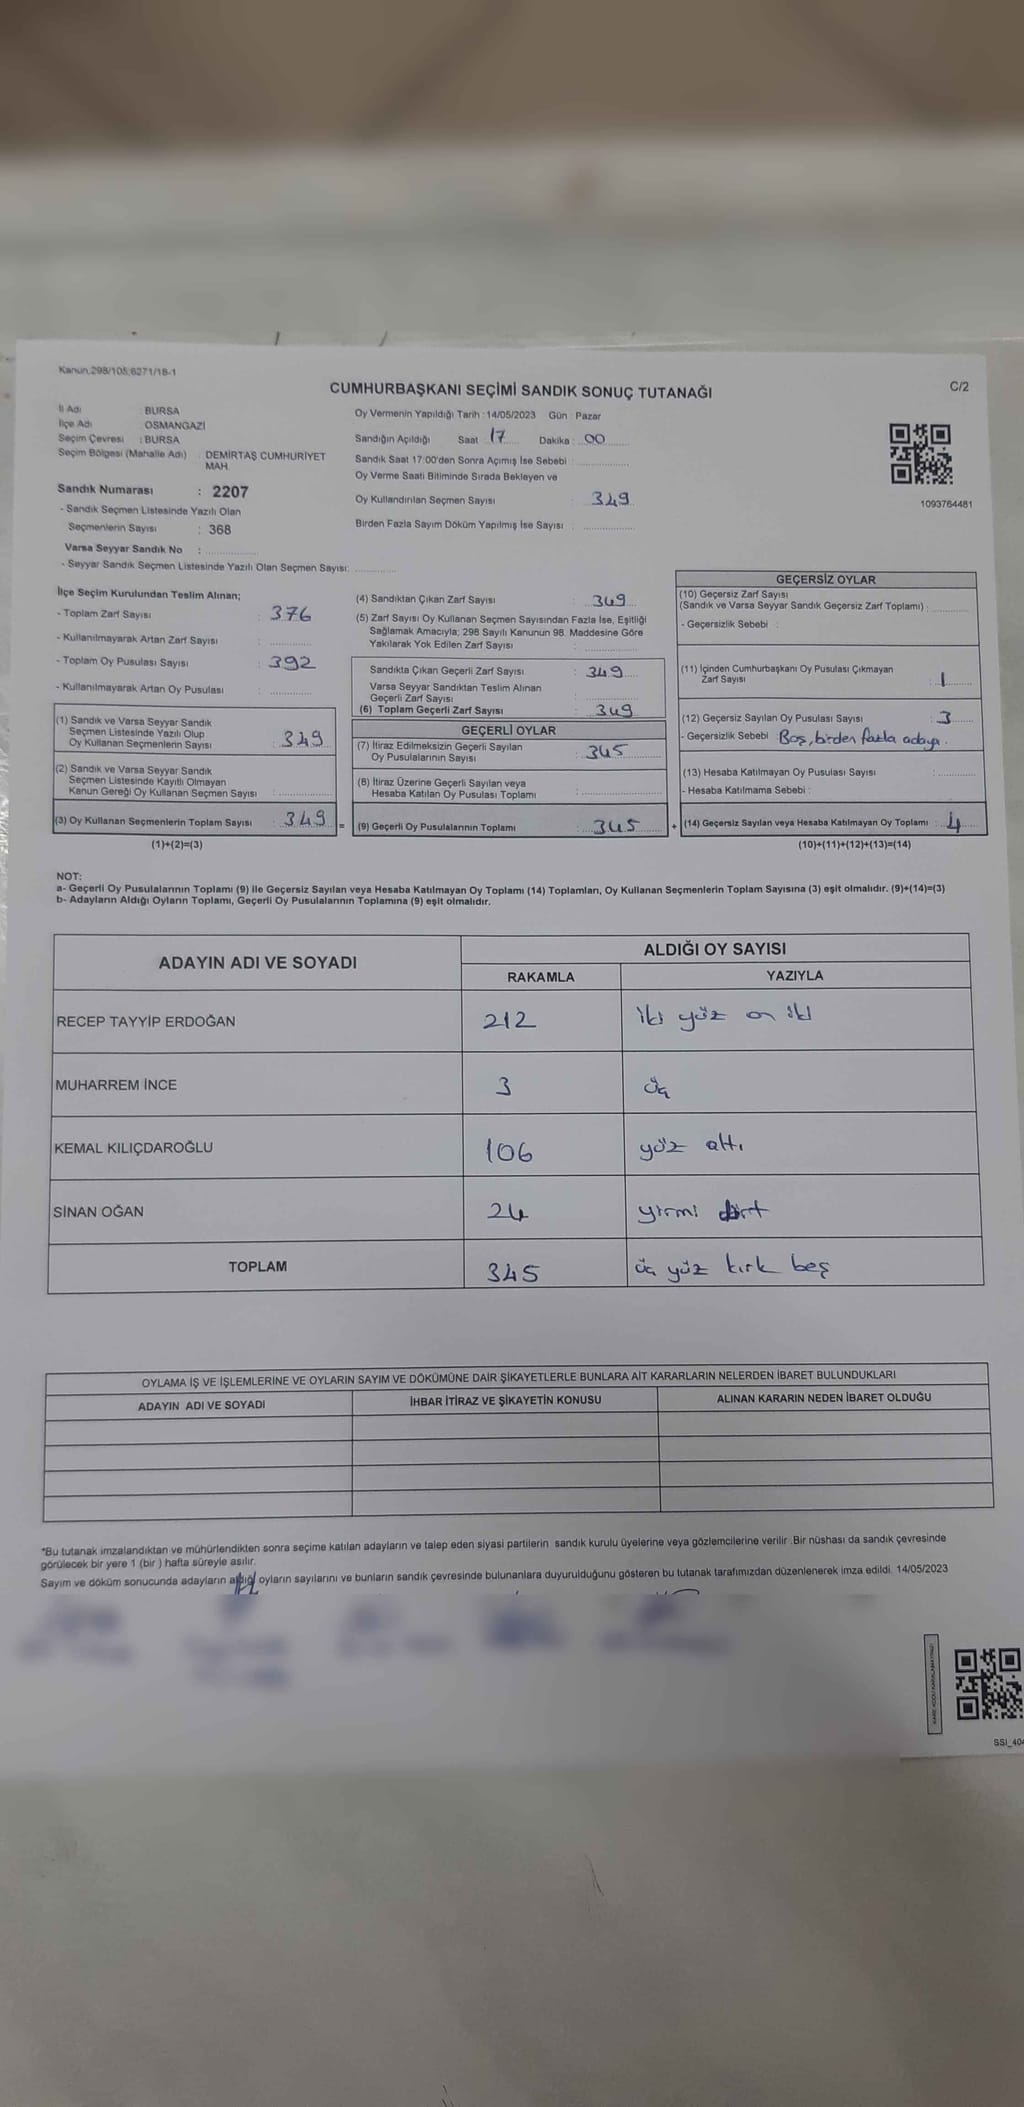 Kanun.298/105;6271/18-1
CUMHURBAŞKANI SEÇİMİ SANDIK SONUÇ TUTANAĞI
C/2
İl Adı : BURSA
İlçe Adı : OSMANGAZİ
Seçim Çevresi : BURSA
Seçim Bölgesi (Mahalle Adı) : DEMİRTAŞ CUMHURİYET
MAH.
Sandık Numarası : 2207
- Sandık Seçmen Listesinde Yazılı Olan
Seçmenlerin Sayısı : 368
Varsa Seyyar Sandık No : ..............
- Seyyar Sandık Seçmen Listesinde Yazılı Olan Seçmen Sayısı: ..............
Oy Vermenin Yapıldığı Tarih : 14/05/2023 Gün : Pazar
Sandığın Açıldığı Saat : 17 Dakika : 00
Sandık Saat 17:00'den Sonra Açımış İse Sebebi : ..............
Oy Verme Saati Bitiminde Sırada Bekleyen ve
Oy Kullandırılan Seçmen Sayısı : 349
Birden Fazla Sayım Döküm Yapılmış İse Sayısı : ..............
1093764481
İlçe Seçim Kurulundan Teslim Alınan;
- Toplam Zarf Sayısı : 376
- Kullanılmayarak Artan Zarf Sayısı : ..............
- Toplam Oy Pusulası Sayısı : 392
- Kullanılmayarak Artan Oy Pusulası : ..............
(1) Sandık ve Varsa Seyyar Sandık
Seçmen Listesinde Yazılı Olup
Oy Kullanan Seçmenlerin Sayısı : 349
(2) Sandık ve Varsa Seyyar Sandık
Seçmen Listesinde Kayıtlı Olmayan
Kanun Gereği Oy Kullanan Seçmen Sayısı : ..............
(3) Oy Kullanan Seçmenlerin Toplam Sayısı : 349 =
(1)+(2)=(3)
(4) Sandıktan Çıkan Zarf Sayısı : 349
(5) Zarf Sayısı Oy Kullanan Seçmen Sayısından Fazla İse, Eşitliği
Sağlamak Amacıyla; 298 Sayılı Kanunun 98. Maddesine Göre
Yakılarak Yok Edilen Zarf Sayısı : ..............
Sandıkta Çıkan Geçerli Zarf Sayısı : 349
Varsa Seyyar Sandıktan Teslim Alınan
Geçerli Zarf Sayısı : ..............
(6) Toplam Geçerli Zarf Sayısı : 349
GEÇERLİ OYLAR
(7) İtiraz Edilmeksizin Geçerli Sayılan
Oy Pusulalarının Sayısı : 345
(8) İtiraz Üzerine Geçerli Sayılan veya
Hesaba Katılan Oy Pusulası Toplamı : ..............
(9) Geçerli Oy Pusulalarının Toplamı : 345 +
GEÇERSİZ OYLAR
(10) Geçersiz Zarf Sayısı
(Sandık ve Varsa Seyyar Sandık Geçersiz Zarf Toplamı) : ..............
- Geçersizlik Sebebi :
(11) İçinden Cumhurbaşkanı Oy Pusulası Çıkmayan
Zarf Sayısı : 1
(12) Geçersiz Sayılan Oy Pusulası Sayısı : 3
- Geçersizlik Sebebi : Boş, birden fazla adaya.
(13) Hesaba Katılmayan Oy Pusulası Sayısı : ..............
- Hesaba Katılmama Sebebi :
(14) Geçersiz Sayılan veya Hesaba Katılmayan Oy Toplamı : 4
(10)+(11)+(12)+(13)=(14)
NOT:
a- Geçerli Oy Pusulalarının Toplamı (9) ile Geçersiz Sayılan veya Hesaba Katılmayan Oy Toplamı (14) Toplamları, Oy Kullanan Seçmenlerin Toplam Sayısına (3) eşit olmalıdır. (9)+(14)=(3)
b- Adayların Aldığı Oyların Toplamı, Geçerli Oy Pusulalarının Toplamına (9) eşit olmalıdır.
ADAYIN ADI VE SOYADI
ALDIĞI OY SAYISI
RAKAMLA YAZIYLA
RECEP TAYYİP ERDOĞAN 212 iki yüz on iki
MUHARREM İNCE 3 üç
KEMAL KILIÇDAROĞLU 106 yüz altı
SİNAN OĞAN 24 yirmi dört
TOPLAM 345 üç yüz kırk beş
OYLAMA İŞ VE İŞLEMLERİNE VE OYLARIN SAYIM VE DÖKÜMÜNE DAİR ŞİKAYETLERLE BUNLARA AİT KARARLARIN NELERDEN İBARET BULUNDUKLARI
ADAYIN ADI VE SOYADI İHBAR İTİRAZ VE ŞİKAYETİN KONUSU ALINAN KARARIN NEDEN İBARET OLDUĞU
*Bu tutanak imzalandıktan ve mühürlendikten sonra seçime katılan adayların ve talep eden siyasi partilerin sandık kurulu üyelerine veya gözlemcilerine verilir .Bir nüshası da sandık çevresinde
görülecek bir yere 1 (bir ) hafta süreyle asılır.
Sayım ve döküm sonucunda adayların aldığı oyların sayılarını ve bunların sandık çevresinde bulunanlara duyurulduğunu gösteren bu tutanak tarafımızdan düzenlenerek imza edildi. 14/05/2023